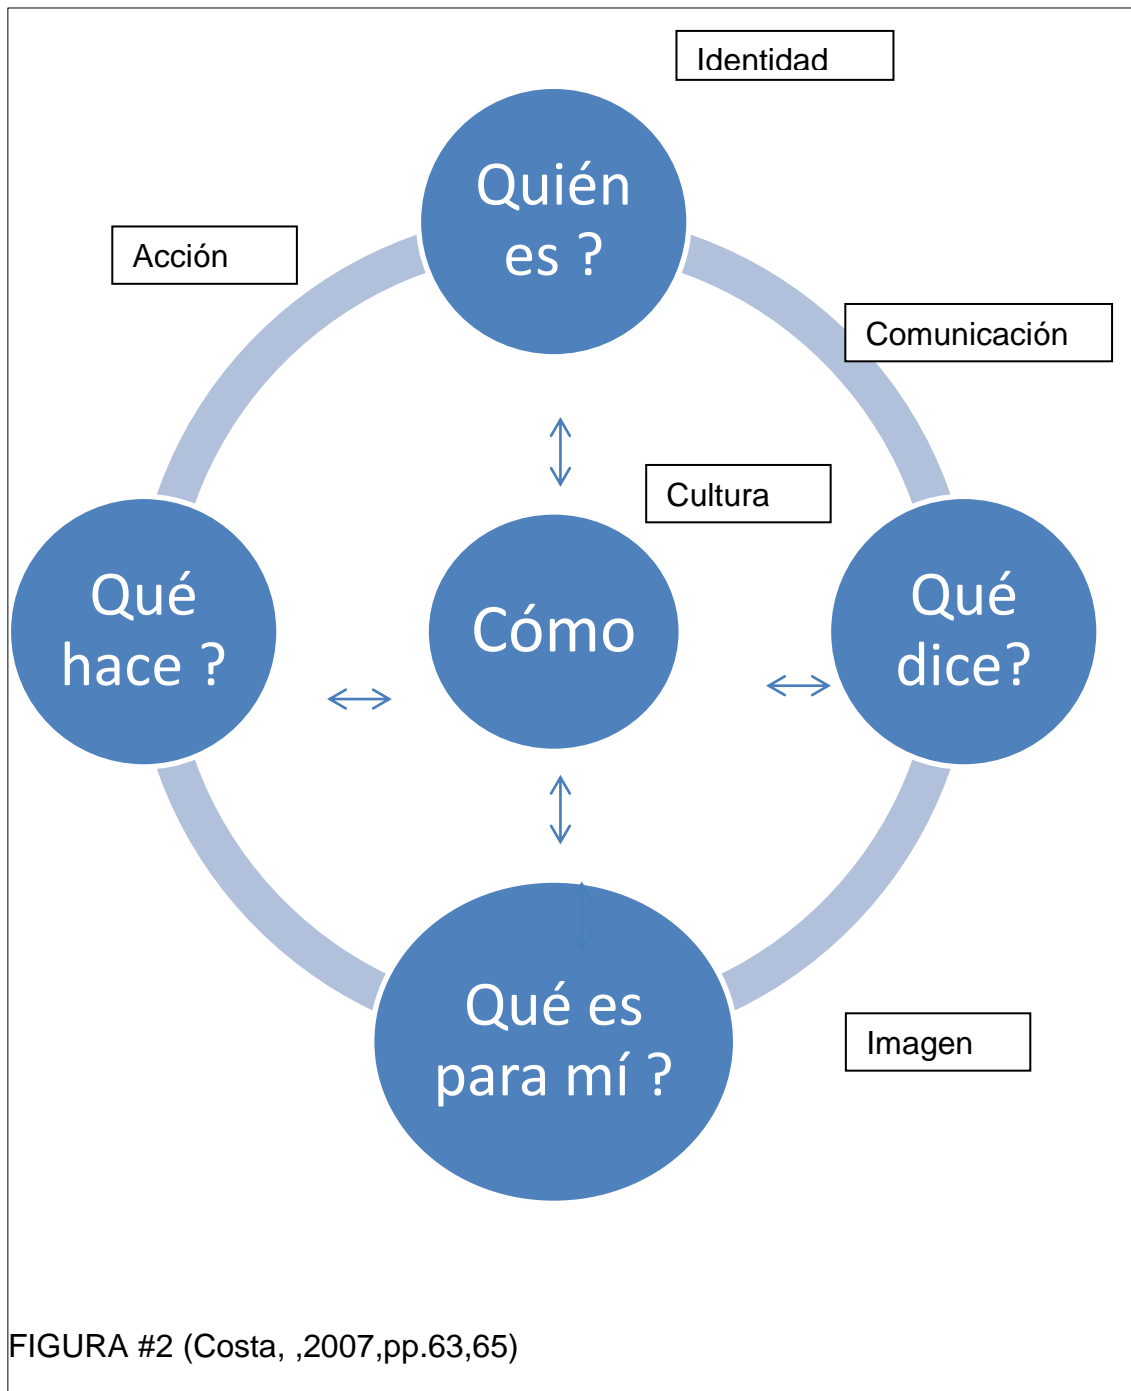 Identidad
Quién
es ?
Acción
Comunicación
Cultura
Qué
hace ?
Cómo
Qué
dice?
Qué es
para mí ?
Imagen
FIGURA #2 (Costa, ,2007,pp.63,65)